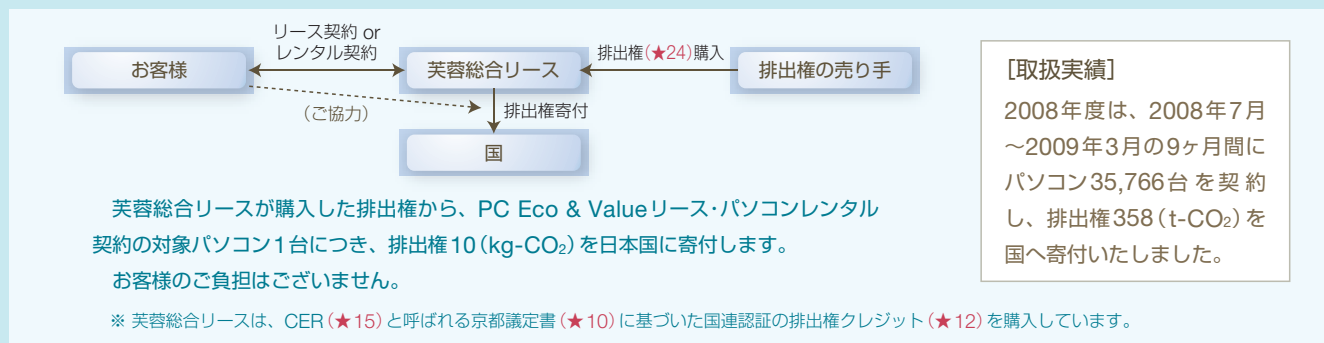 リース契約 or
レンタル契約
お客様
芙蓉総合リース
排出権(★24)購入
排出権の売り手
(ご協力)
排出権寄付
国
芙蓉総合リースが購入した排出権から、PC Eco & Valueリース・パソコンレンタル
契約の対象パソコン1台につき、排出権10(kg-CO₂)を日本国に寄付します。
お客様のご負担はございません。
※ 芙蓉総合リースは、CER(★15)と呼ばれる京都議定書(★10)に基づいた国連認証の排出権クレジット(★12)を購入しています。
[取扱実績]
2008年度は、2008年7月
〜2009年3月の9ヶ月間に
パソコン35,766台を契約
し、排出権358(t-CO₂)を
国へ寄付いたしました。